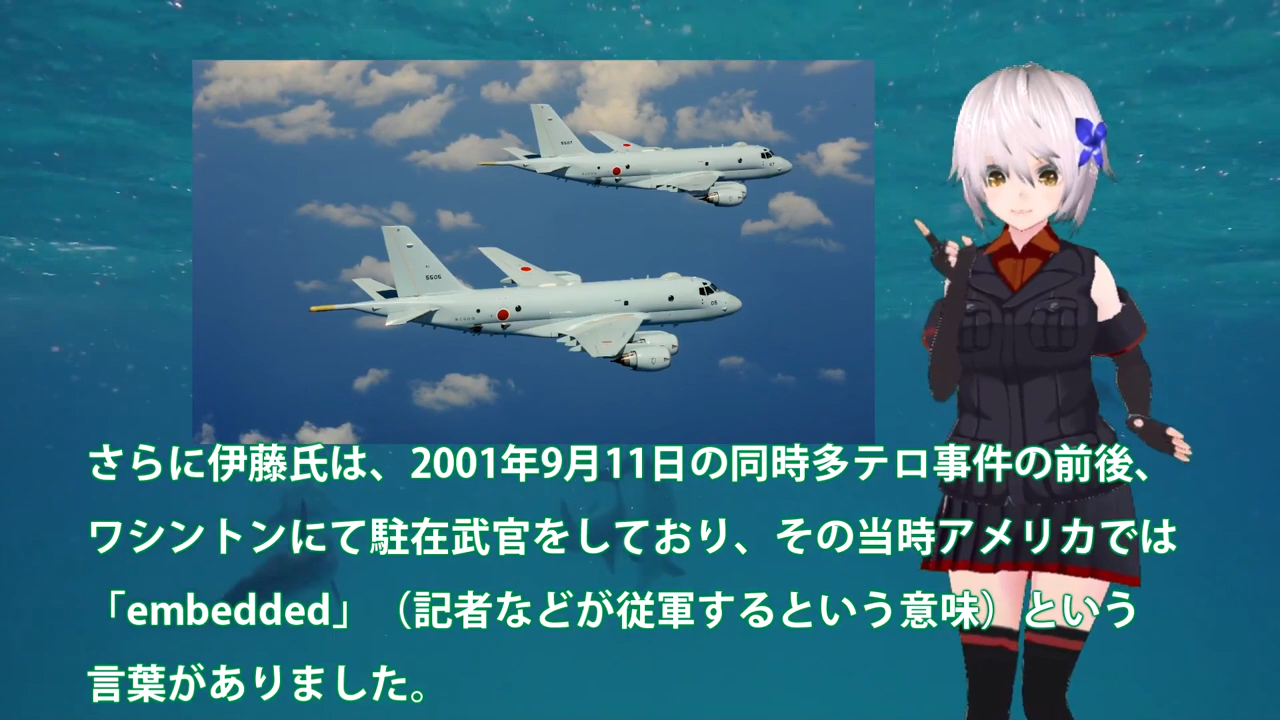 5507
07
5505
05
さらに伊藤氏は、2001年9月11日の同時多テロ事件の前後、
ワシントンにて駐在武官をしており、その当時アメリカでは
「embedded」（記者などが従軍するという意味）という
言葉がありました。